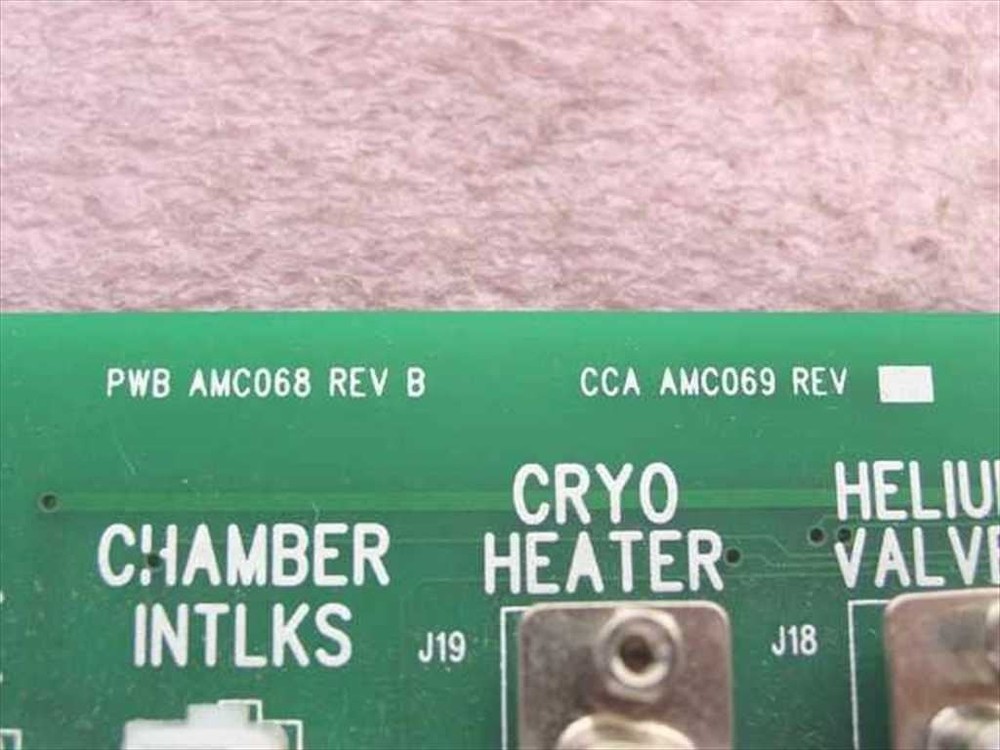 PWB AMC068 REV B
CCA AMC069 REV
CRYO
HEATER
CHAMBER
INTLKS
J19
J18